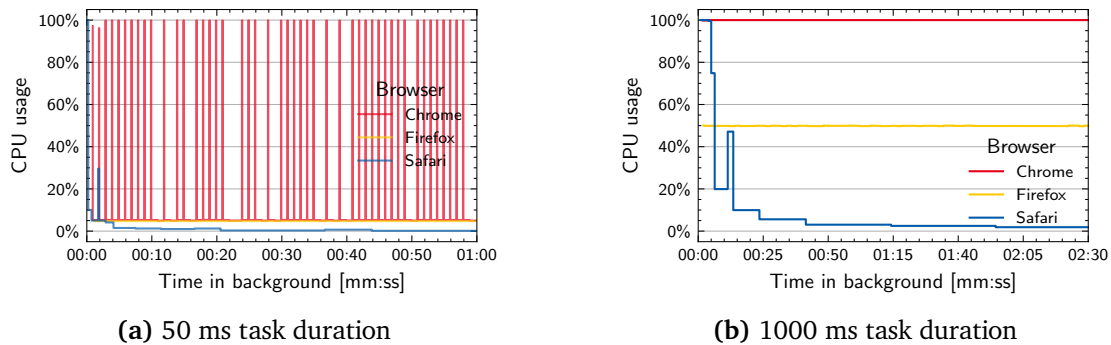 100%
80%
60%
40%
20%
0%
CPU usage
Browser
Chrome
Firefox
Safari
00:00 00:10 00:20 00:30 00:40 00:50 01:00
Time in background [mm:ss]
(a) 50 ms task duration
100%
80%
60%
40%
20%
0%
CPU usage
Browser
Chrome
Firefox
Safari
00:00 00:25 00:50 01:15 01:40 02:05 02:30
Time in background [mm:ss]
(b) 1000 ms task duration